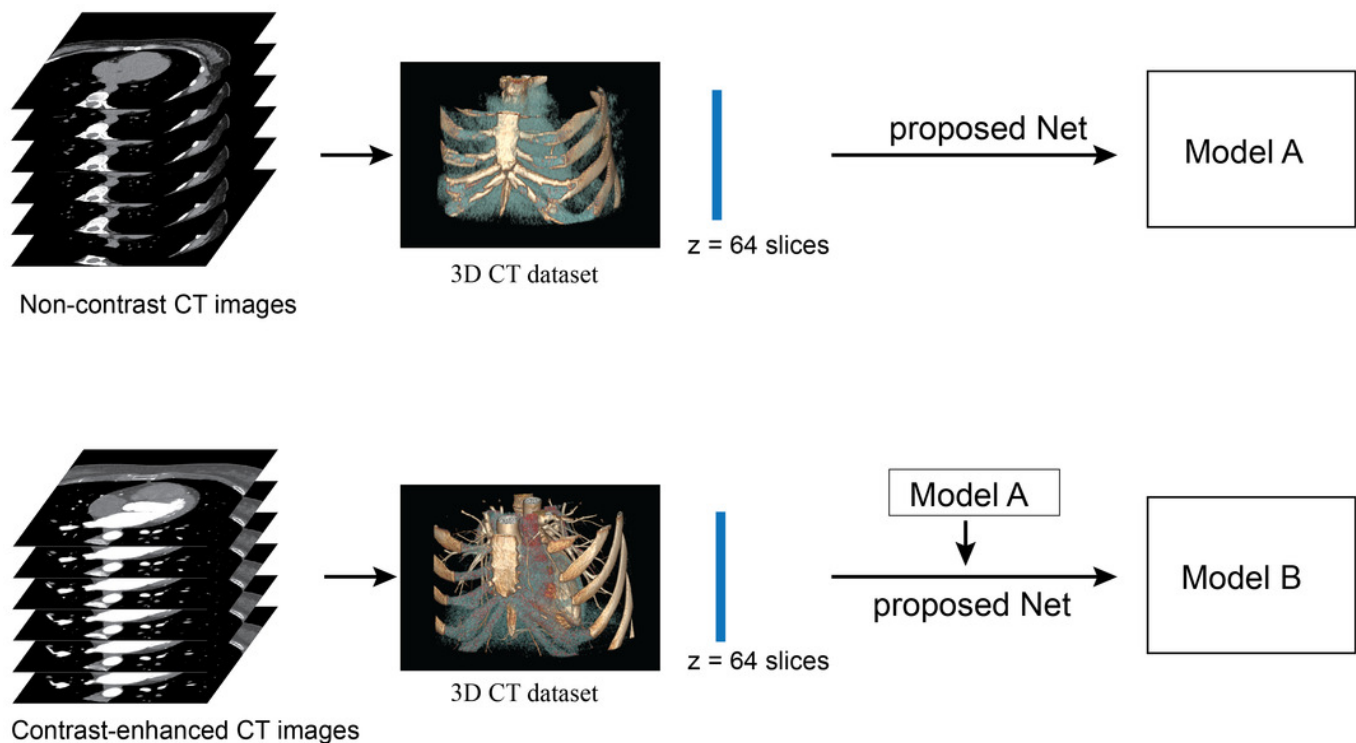 proposed Net
Model A
z = 64 slices
3D CT dataset
Non-contrast CT images
Model A
proposed Net
Model B
z = 64 slices
3D CT dataset
Contrast-enhanced CT images